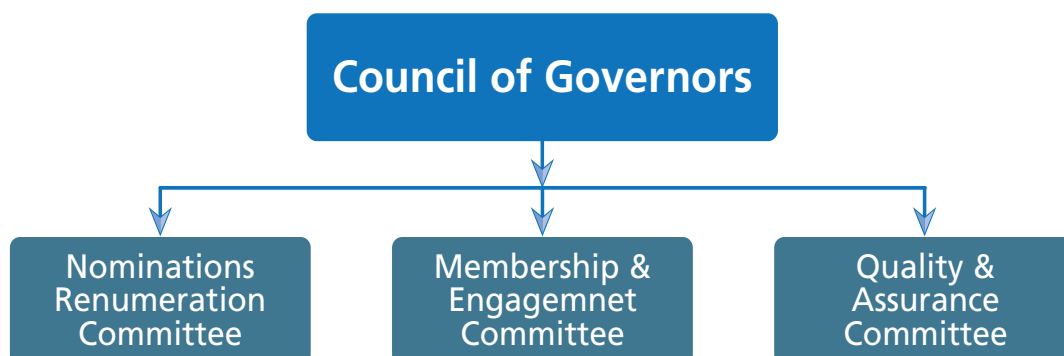 Council of Governors
Nominations
Renumeration
Committee
Membership &
Engagemnet
Committee
Quality &
Assurance
Committee